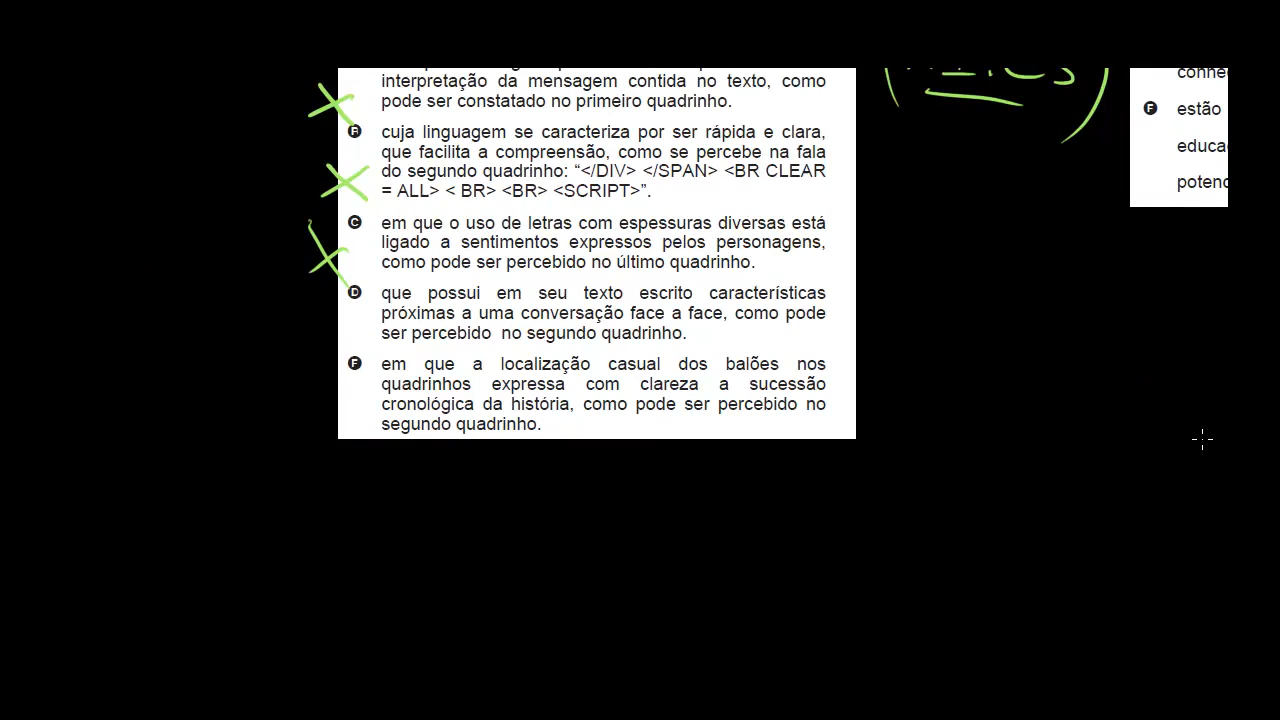 interpretação da mensagem contida no texto, como
pode ser constatado no primeiro quadrinho.
B cuja linguagem se caracteriza por ser rápida e clara,
que facilita a compreensão, como se percebe na fala
do segundo quadrinho: “</DIV> </SPAN> <BR CLEAR
= ALL> < BR> <BR> <SCRIPT>”.
C em que o uso de letras com espessuras diversas está
ligado a sentimentos expressos pelos personagens,
como pode ser percebido no último quadrinho.
D que possui em seu texto escrito características
próximas a uma conversação face a face, como pode
ser percebido no segundo quadrinho.
E em que a localização casual dos balões nos
quadrinhos expressa com clareza a sucessão
cronológica da história, como pode ser percebido no
segundo quadrinho.
E estão